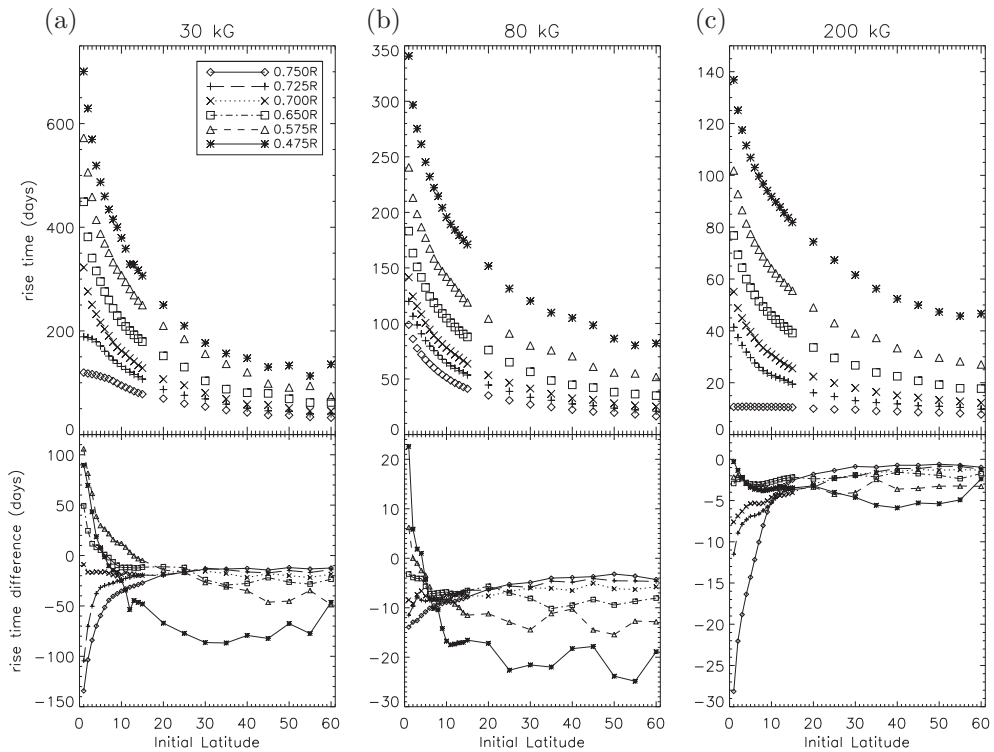 (a)
30 kG
(b)
80 kG
(c)
200 kG
rise time (days)
600
400
200
0
0.750R
0.725R
0.700R
0.650R
0.575R
0.475R
350
300
250
200
150
100
50
0
140
120
100
80
60
40
20
0
rise time difference (days)
100
50
0
−50
−100
−150
20
10
0
−10
−20
−30
0
−5
−10
−15
−20
−25
−30
0 10 20 30 40 50 60
Initial Latitude
0 10 20 30 40 50 60
Initial Latitude
0 10 20 30 40 50 60
Initial Latitude